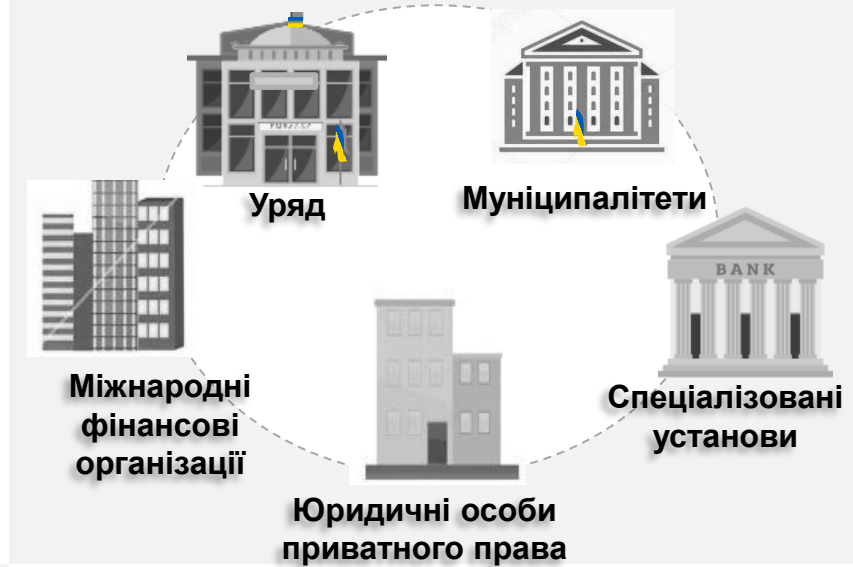 Уряд
Муніципалітети
BANK
Міжнародні
фінансові
організації
Спеціалізовані
установи
Юридичні особи
приватного права